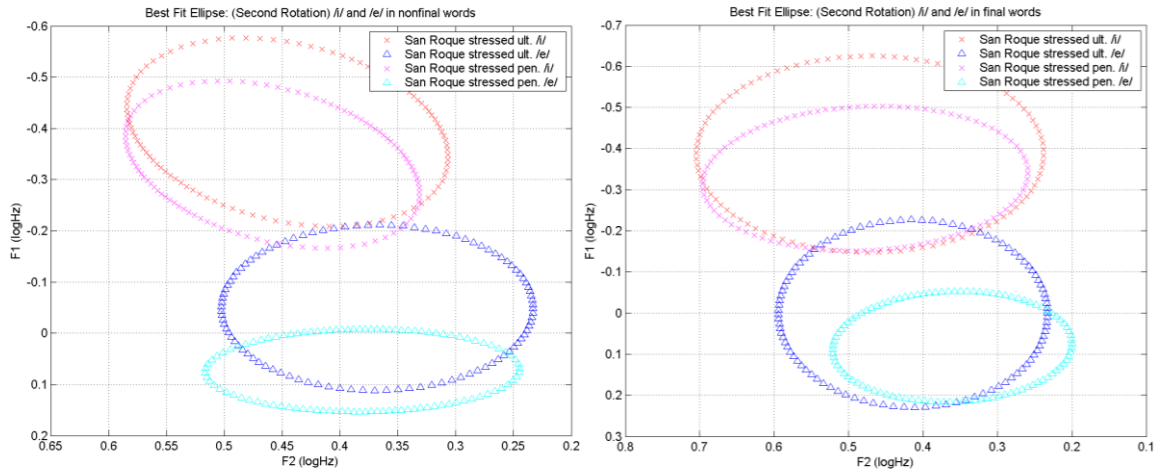 Best Fit Ellipse: (Second Rotation) /i/ and /e/ in nonfinal words
-0.6
-0.5
-0.4
-0.3
-0.2
-0.1
0
0.1
0.2
F1 (logHz)
San Roque stressed ult. /i/
San Roque stressed ult. /e/
San Roque stressed pen. /i/
San Roque stressed pen. /e/
0.65 0.6 0.55 0.5 0.45 0.4 0.35 0.3 0.25 0.2
F2 (logHz)
Best Fit Ellipse: (Second Rotation) /i/ and /e/ in final words
-0.7
-0.6
-0.5
-0.4
-0.3
-0.2
-0.1
0
0.1
0.2
0.3
F1 (logHz)
San Roque stressed ult. /i/
San Roque stressed ult. /e/
San Roque stressed pen. /i/
San Roque stressed pen. /e/
0.8 0.7 0.6 0.5 0.4 0.3 0.2 0.1
F2 (logHz)